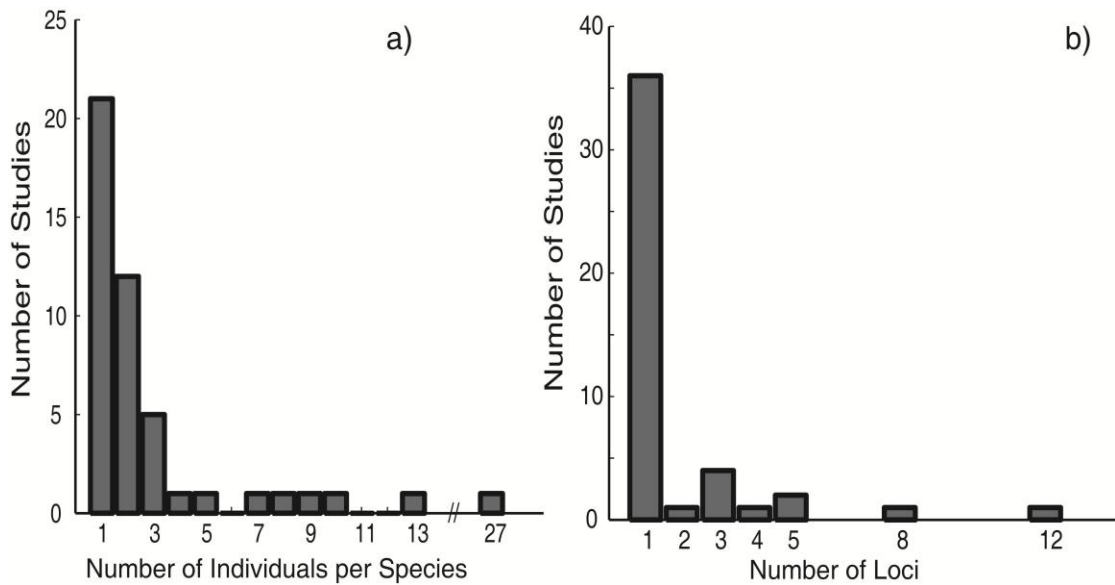 a)
25
20
15
10
5
0
Number of Studies
1 3 5 7 9 11 13 // 27
Number of Individuals per Species
b)
40
30
20
10
0
Number of Studies
1 2 3 4 5 8 12
Number of Loci